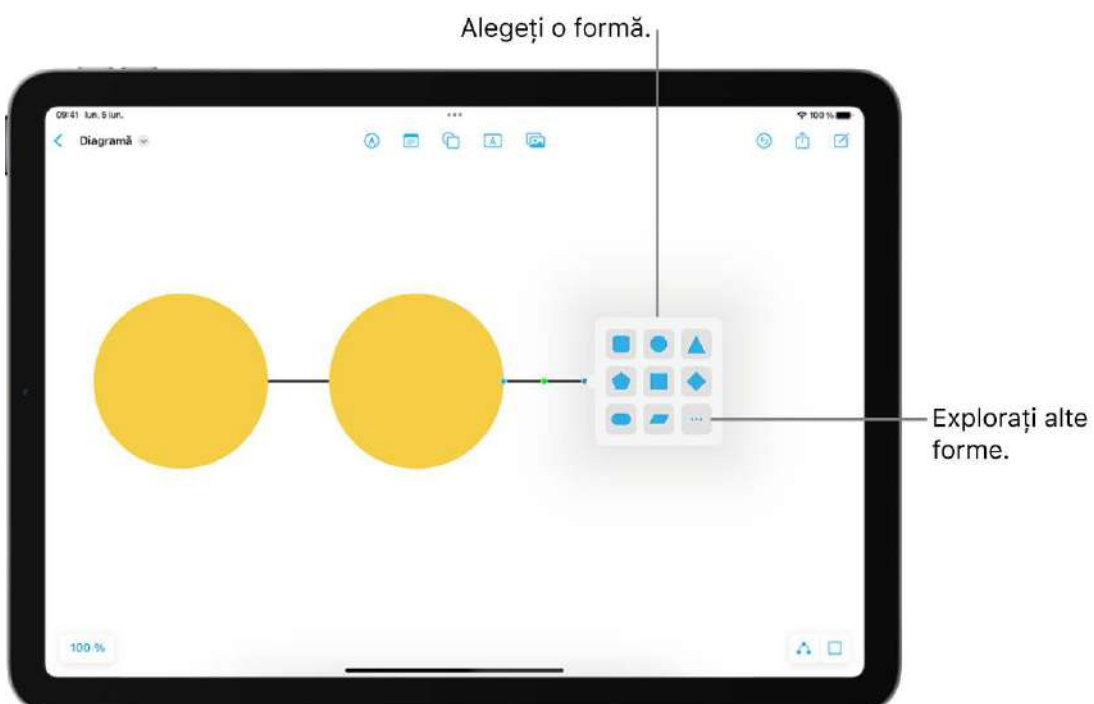 Alegeți o formă.
09:41 lun. 5 iun.
100 %
Diagramă
Explorați alte
forme.
100 %